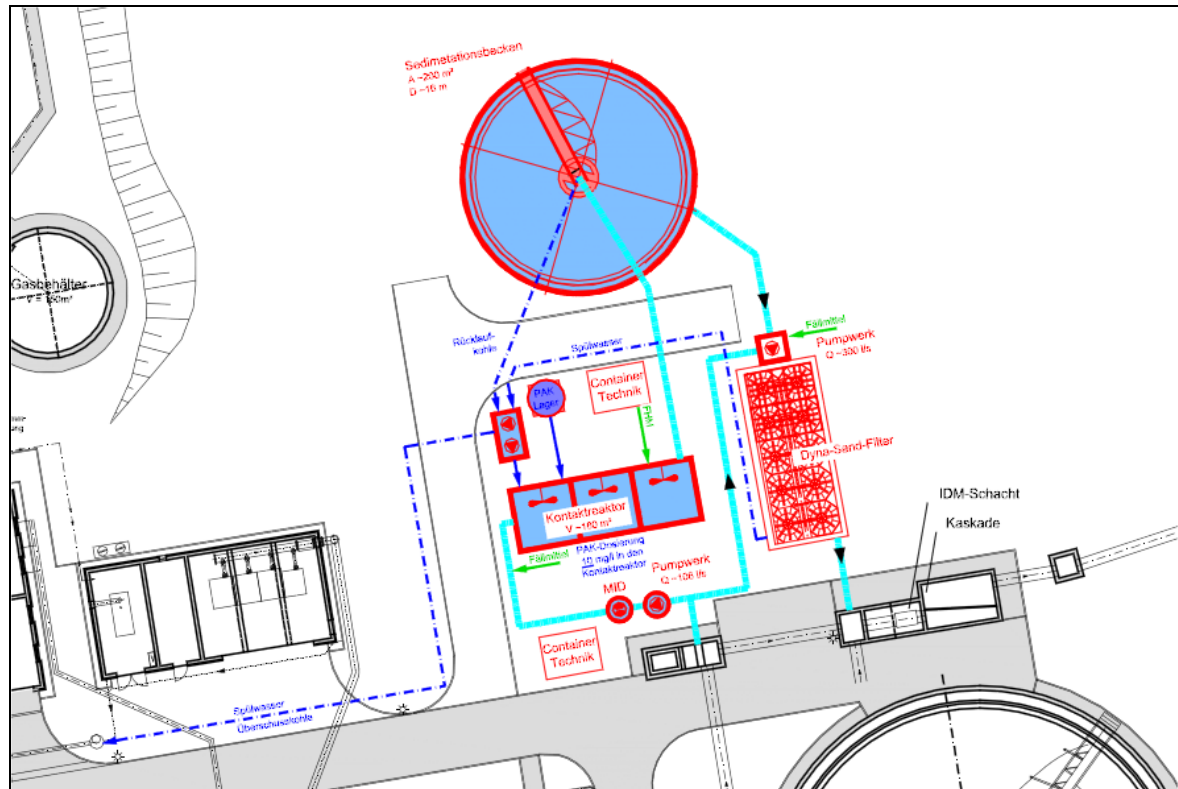 Sedimetationsbecken
A ~200 m²
D ~16 m
Gasbehälter
V = 150m³
Rücklauf-
kohle
Spülwasser
Fällmittel
Pumpwerk
Q ~300 l/s
PAK
Lager
Container
Technik
FHM
Dyna-Sand-Filter
Kontaktreaktor
V ~180 m³
IDM-Schacht
Kaskade
Fällmittel
PAK-Dosierung
10 mg/l in den
Kontaktreaktor
MID
Pumpwerk
Q ~106 l/s
Container
Technik
Spülwasser
Überschusskohle